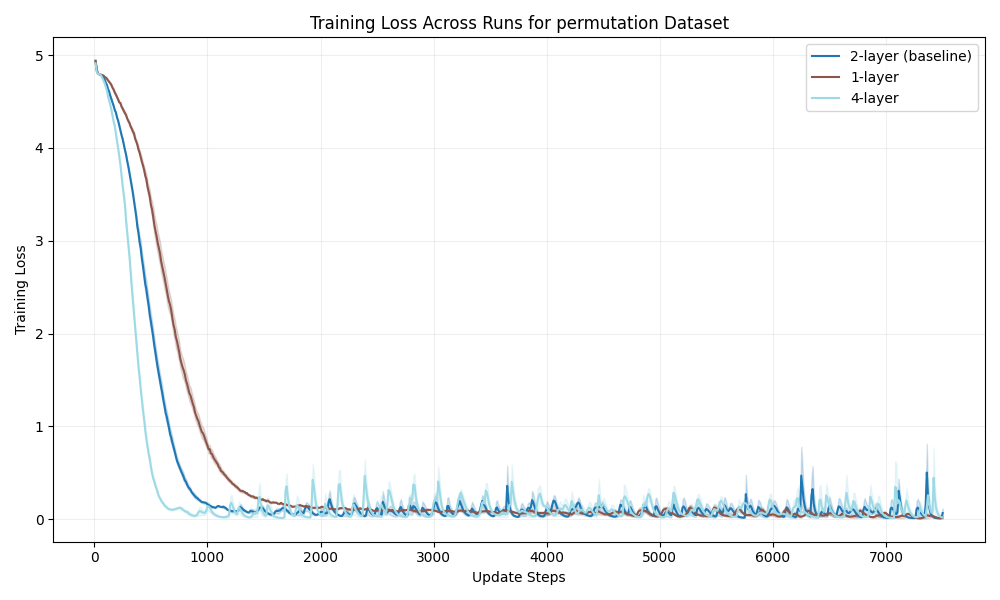 Training Loss Across Runs for permutation Dataset
5
4
3
2
1
0
Training Loss
2-layer (baseline)
1-layer
4-layer
0 1000 2000 3000 4000 5000 6000 7000
Update Steps